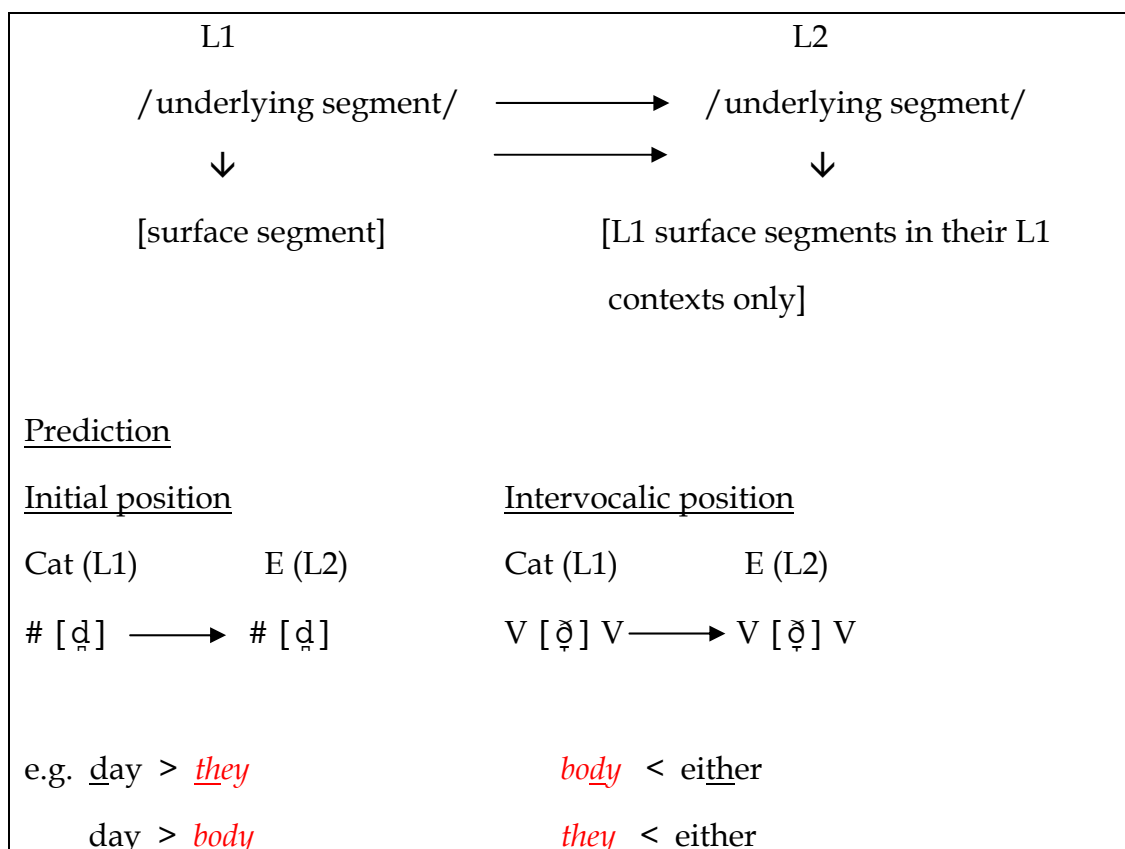 L1 L2
/underlying segment/ → /underlying segment/
↓ → ↓
[surface segment] [L1 surface segments in their L1
contexts only]
Prediction
Initial position Intervocalic position
Cat (L1) E (L2) Cat (L1) E (L2)
# [d̪] → # [d̪] V [ð̞] V → V [ð̞] V
e.g. day > they body < either
day > body they < either